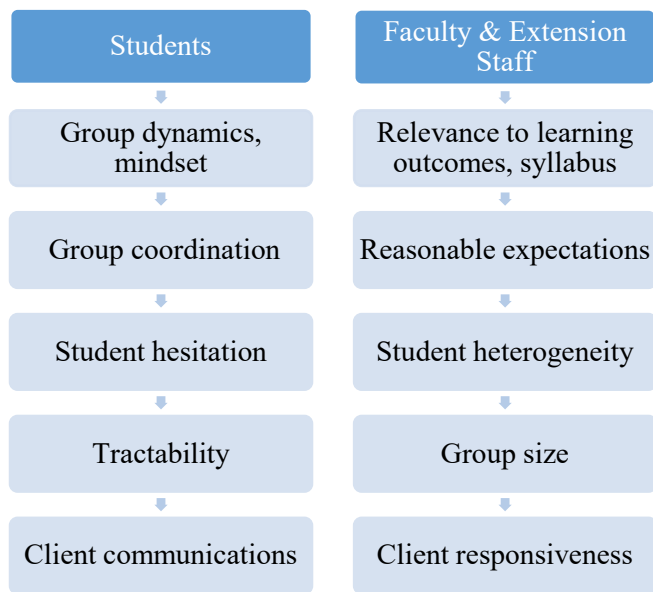 Students
Group dynamics,
mindset
Group coordination
Student hesitation
Tractability
Client communications
Faculty & Extension
Staff
Relevance to learning
outcomes, syllabus
Reasonable expectations
Student heterogeneity
Group size
Client responsiveness